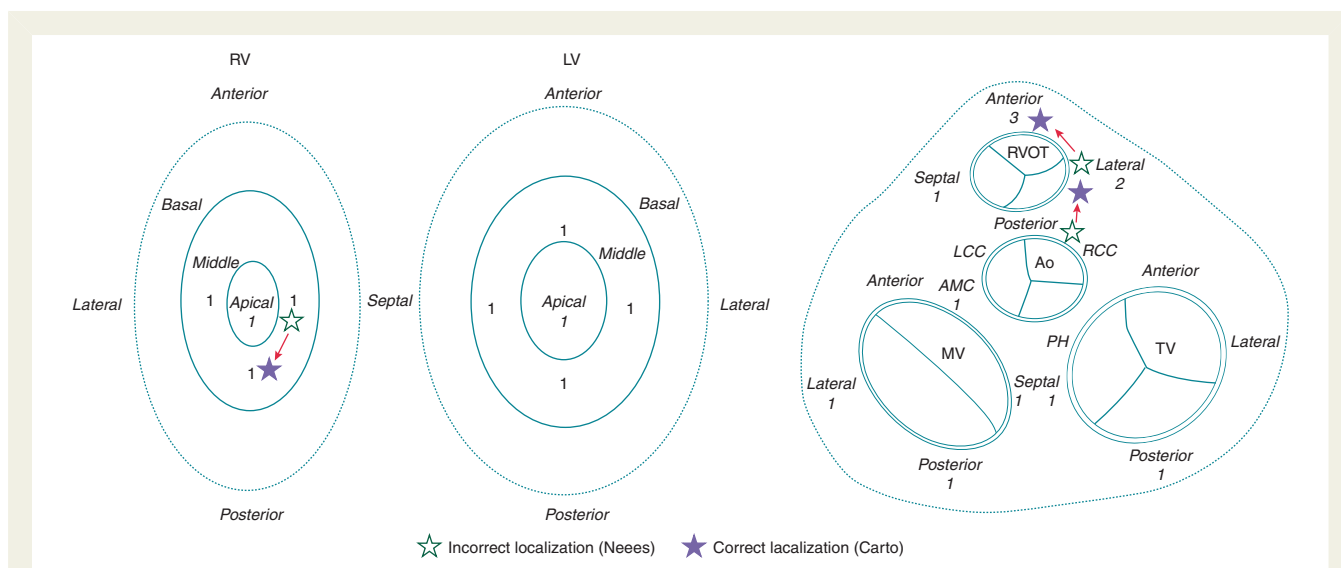 RV
Anterior
Basal
Middle
Lateral
1
Apical
1
1
Septal
1
Posterior
LV
Anterior
Basal
1
Middle
1
Apical
1
1
Lateral
1
Posterior
Anterior
3
RVOT
Lateral
2
Septal
1
Posterior
LCC
RCC
Ao
AMC
1
Anterior
MV
Lateral
1
Septal
1
Posterior
1
Anterior
PH
TV
Lateral
1
Posterior
1
Incorrect localization (Neees)
Correct lacalization (Carto)